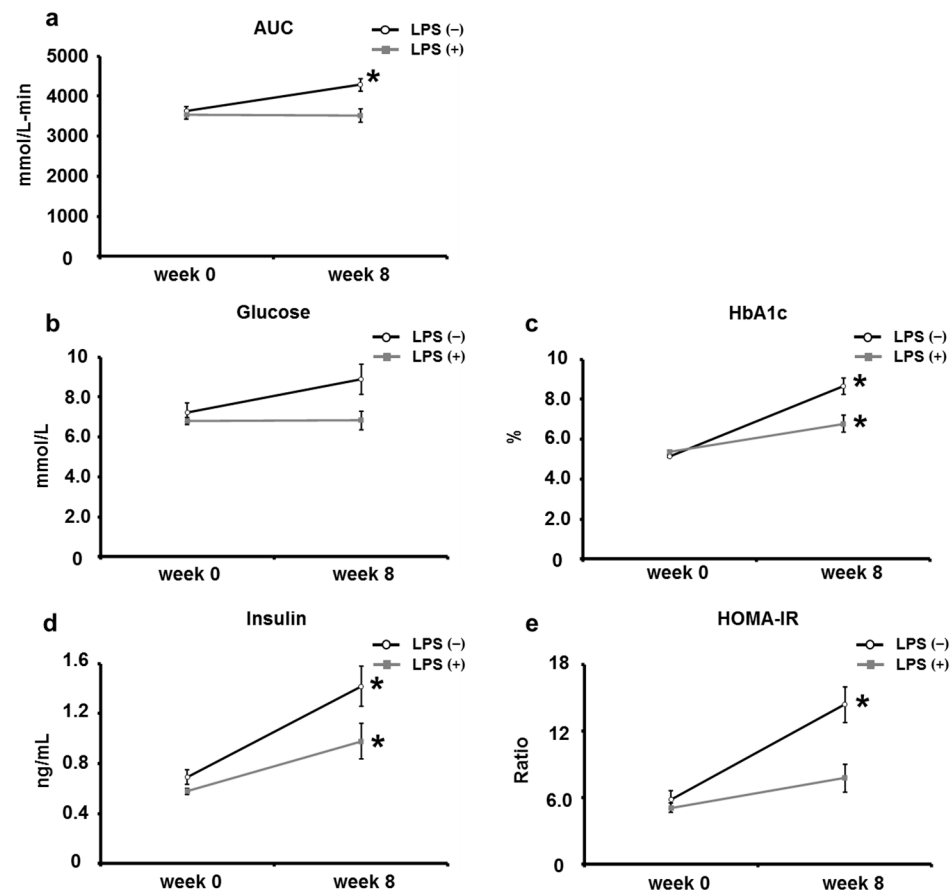 a
AUC
LPS (−)
LPS (+)
5000
4000
3000
2000
1000
0
mmol/L-min
*
week 0 week 8
b
Glucose
LPS (−)
LPS (+)
10
8.0
6.0
4.0
2.0
0
mmol/L
week 0 week 8
c
HbA1c
LPS (−)
LPS (+)
10
8.0
6.0
4.0
2.0
0
%
*
*
week 0 week 8
d
Insulin
LPS (−)
LPS (+)
1.6
1.2
0.8
0.4
0
ng/mL
*
*
week 0 week 8
e
HOMA-IR
LPS (−)
LPS (+)
18
12
6.0
0
Ratio
*
week 0 week 8